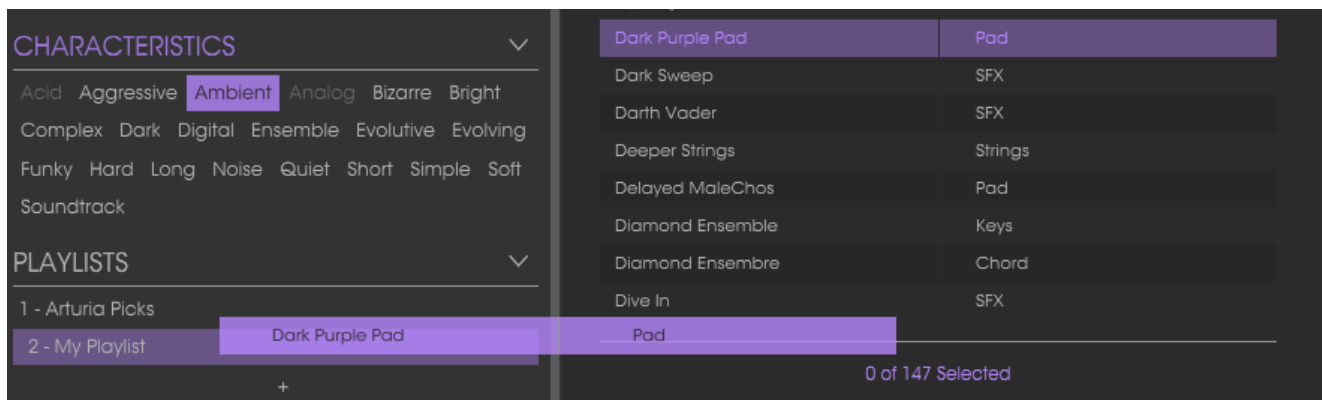 CHARACTERISTICS
Acid Aggressive Ambient Analog Bizarre Bright
Complex Dark Digital Ensemble Evolutive Evolving
Funky Hard Long Noise Quiet Short Simple Soft
Soundtrack
PLAYLISTS
1 - Arturia Picks
2 - My Playlist
+
Dark Purple Pad Pad
Dark Purple Pad Pad
Dark Sweep SFX
Darth Vader SFX
Deeper Strings Strings
Delayed MaleChos Pad
Diamond Ensemble Keys
Diamond Ensembre Chord
Dive In SFX
0 of 147 Selected